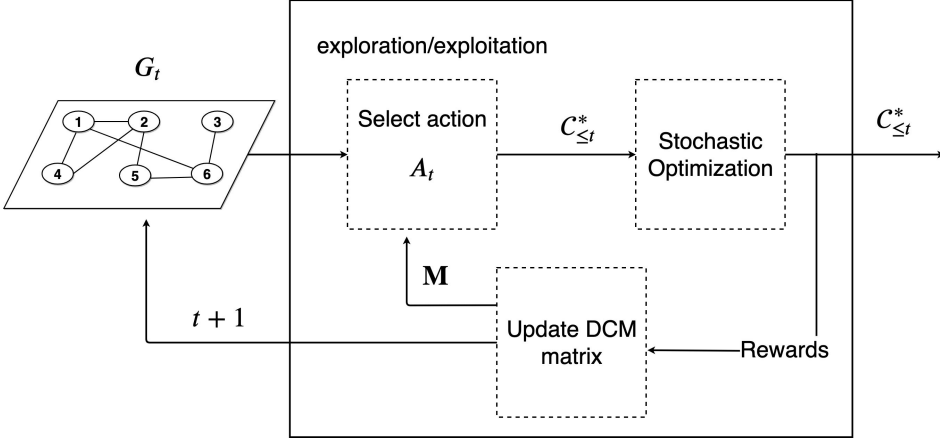 exploration/exploitation
G_t
1 2 3
4 5 6
Select action
A_t
C^*_{≤t}
Stochastic
Optimization
C^*_{≤t}
M
t + 1
Update DCM
matrix
Rewards